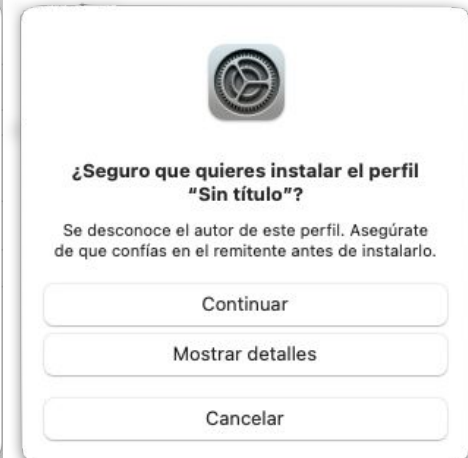 ¿Seguro que quieres instalar el perfil
“Sin título”?
Se desconoce el autor de este perfil. Asegúrate
de que confías en el remitente antes de instalarlo.
Continuar
Mostrar detalles
Cancelar